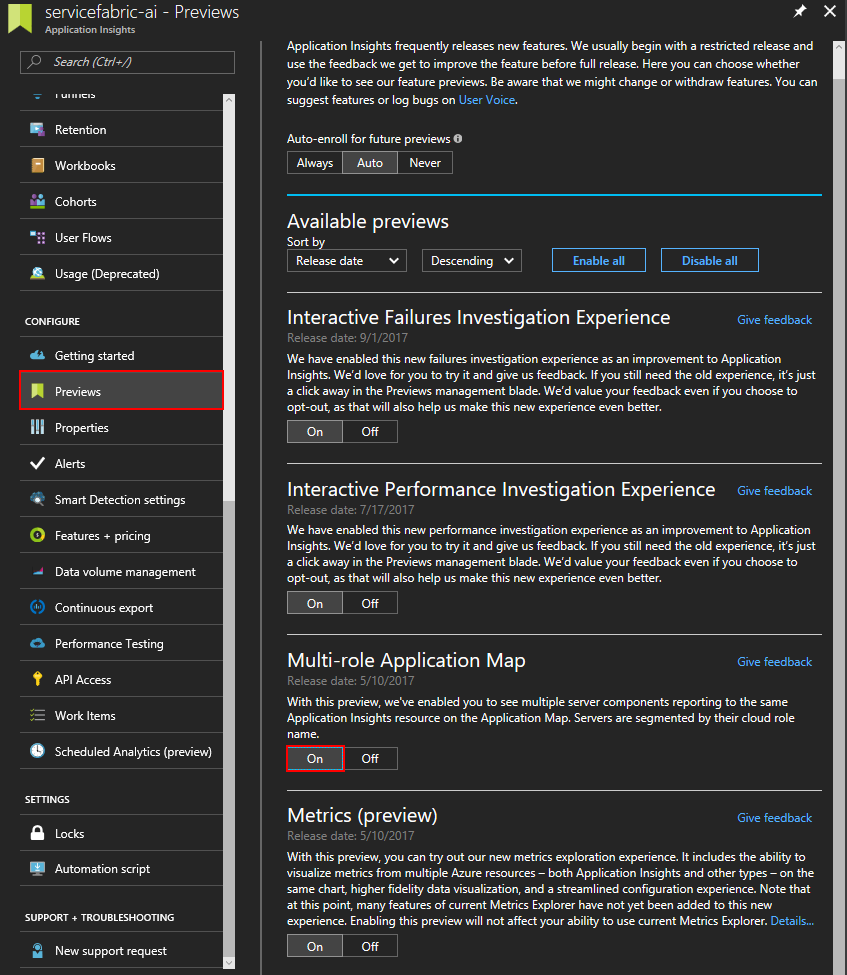 servicefabric-ai - Previews
Application Insights
Search (Ctrl+/)
Funnels
Retention
Workbooks
Cohorts
User Flows
Usage (Deprecated)
CONFIGURE
Getting started
Previews
Properties
Alerts
Smart Detection settings
Features + pricing
Data volume management
Continuous export
Performance Testing
API Access
Work Items
Scheduled Analytics (preview)
SETTINGS
Locks
Automation script
SUPPORT + TROUBLESHOOTING
New support request
Application Insights frequently releases new features. We usually begin with a restricted release and
use the feedback we get to improve the feature before full release. Here you can choose whether
you'd like to see our feature previews. Be aware that we might change or withdraw features. You can
suggest features or log bugs on User Voice.
Auto-enroll for future previews
Always Auto Never
Available previews
Sort by
Release date Descending Enable all Disable all
Interactive Failures Investigation Experience Give feedback
Release date: 9/1/2017
We have enabled this new failures investigation experience as an improvement to Application
Insights. We'd love for you to try it and give us feedback. If you still need the old experience, it's just
a click away in the Previews management blade. We'd value your feedback even if you choose to
opt-out, as that will also help us make this new experience even better.
On Off
Interactive Performance Investigation Experience Give feedback
Release date: 7/17/2017
We have enabled this new performance investigation experience as an improvement to Application
Insights. We'd love for you to try it and give us feedback. If you still need the old experience, it's just
a click away in the Previews management blade. We'd value your feedback even if you choose to
opt-out, as that will also help us make this new experience even better.
On Off
Multi-role Application Map Give feedback
Release date: 5/10/2017
With this preview, we've enabled you to see multiple server components reporting to the same
Application Insights resource on the Application Map. Servers are segmented by their cloud role
name.
On Off
Metrics (preview) Give feedback
Release date: 5/10/2017
With this preview, you can try out our new metrics exploration experience. It includes the ability to
visualize metrics from multiple Azure resources – both Application Insights and other types – on the
same chart, higher fidelity data visualization, and a streamlined configuration experience. Note that
at this point, many features of current Metrics Explorer have not yet been added to this new
experience. Enabling this preview will not affect your ability to use current Metrics Explorer. Details...
On Off